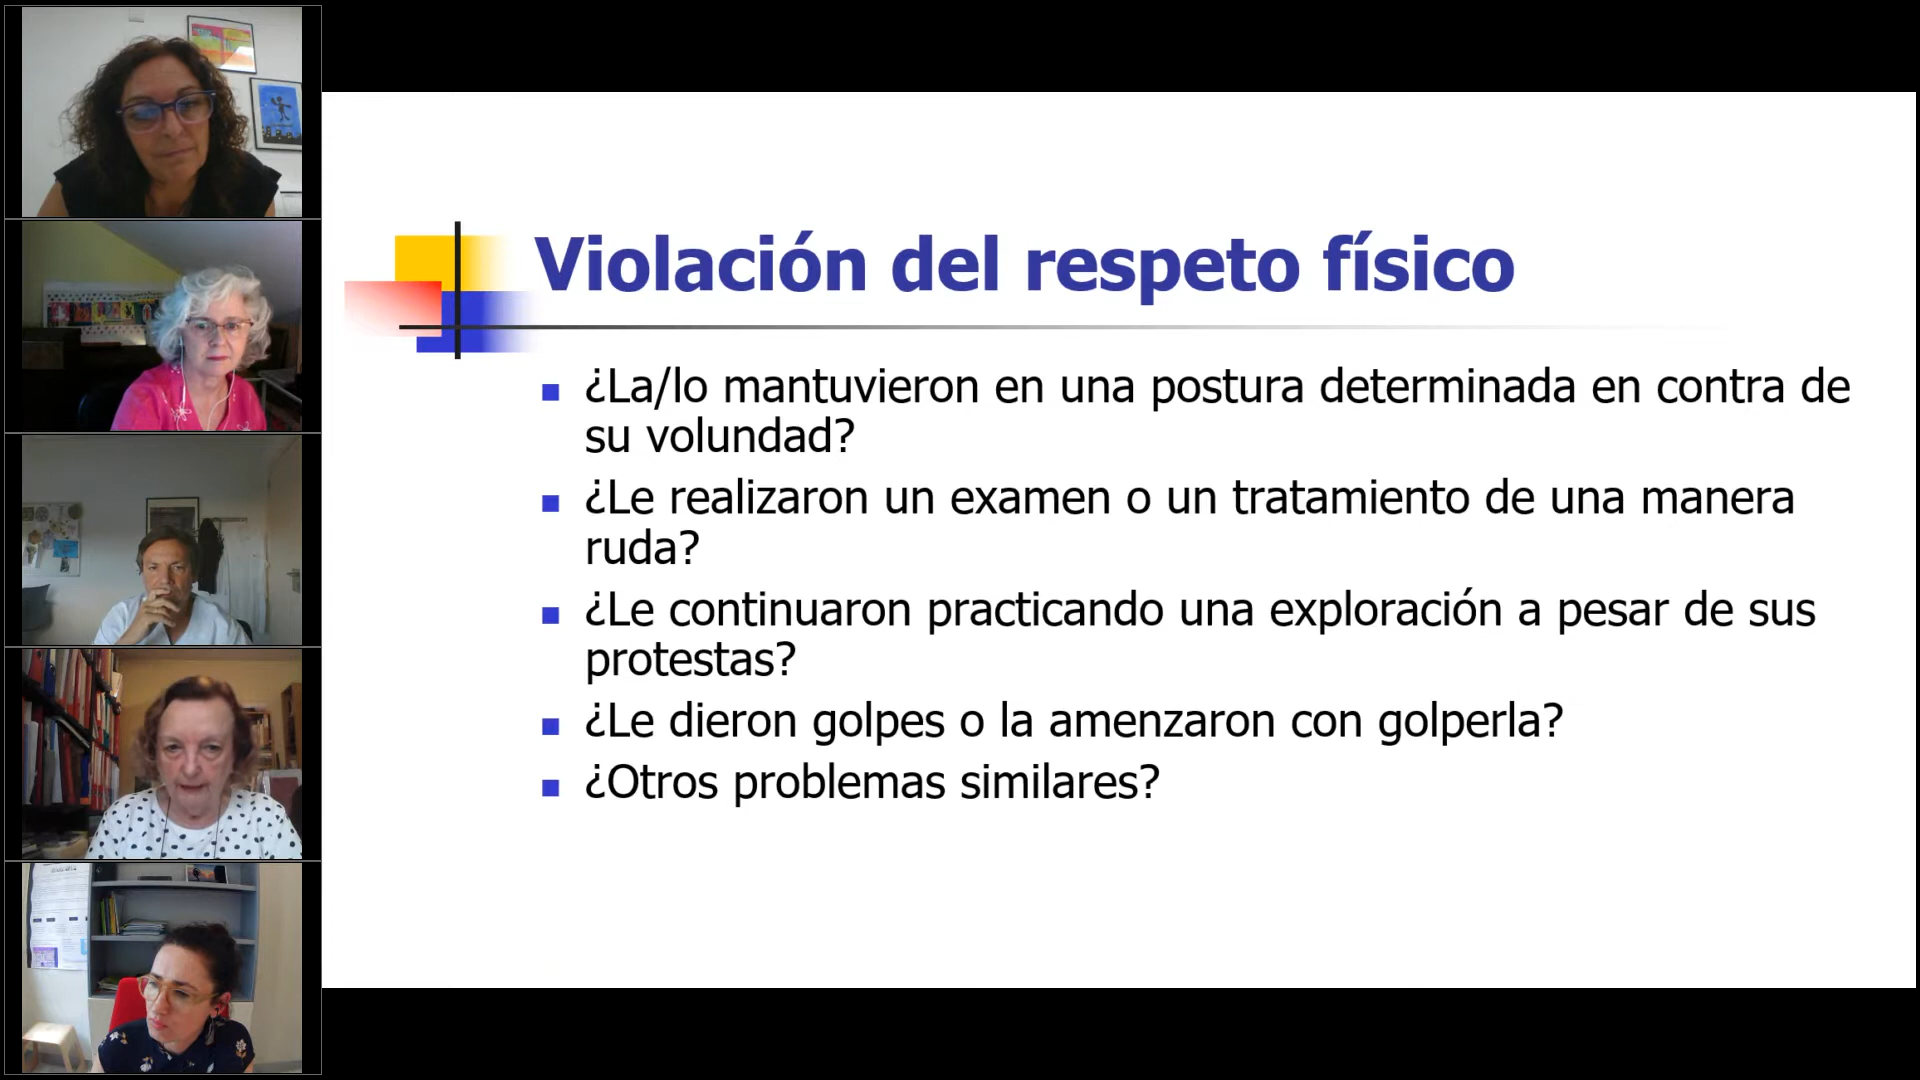 Violación del respeto físico
¿La/lo mantuvieron en una postura determinada en contra de
su volundad?
¿Le realizaron un examen o un tratamiento de una manera
ruda?
¿Le continuaron practicando una exploración a pesar de sus
protestas?
¿Le dieron golpes o la amenzaron con golperla?
¿Otros problemas similares?